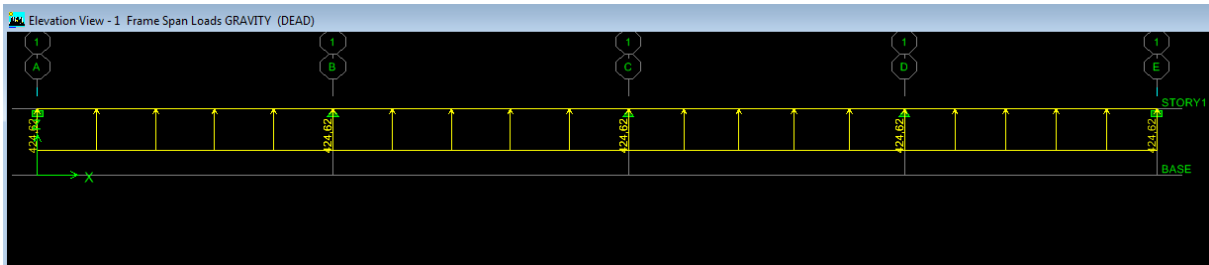 Elevation View - 1 Frame Span Loads GRAVITY (DEAD)
1 1 1 1 1
A B C D E
STORY1
424.62 424.62 424.62 424.62 424.62
BASE
X